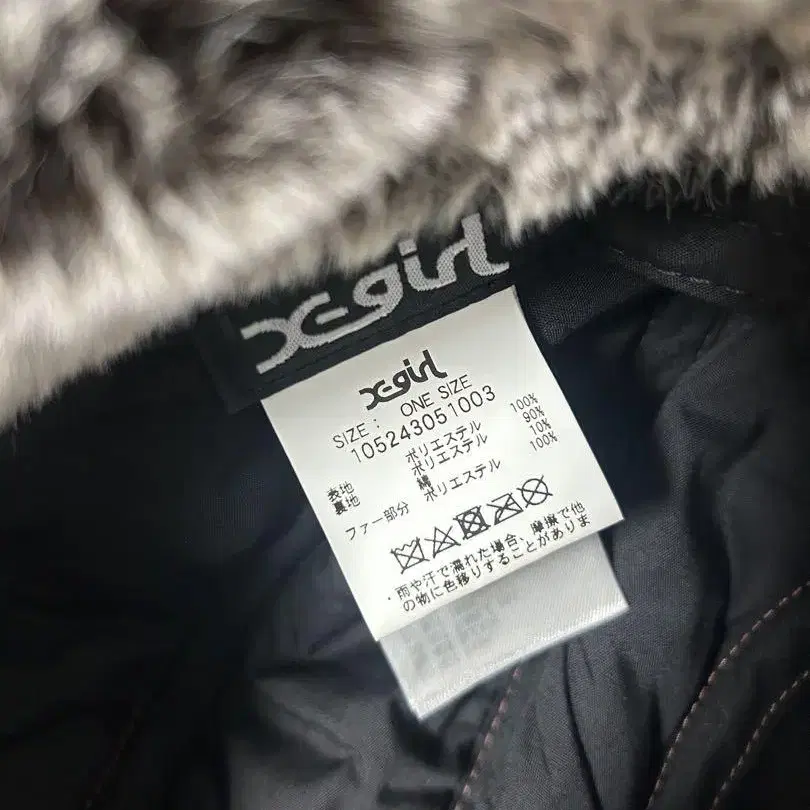 X-girl
X-girl
SIZE : ONE SIZE
105243051003
表地 ポリエステル 100%
裏地 ポリエステル 90%
綿 10%
ファー部分 ポリエステル 100%
・雨や汗で濡れた場合、摩擦で他
の物に色移りすることがありま